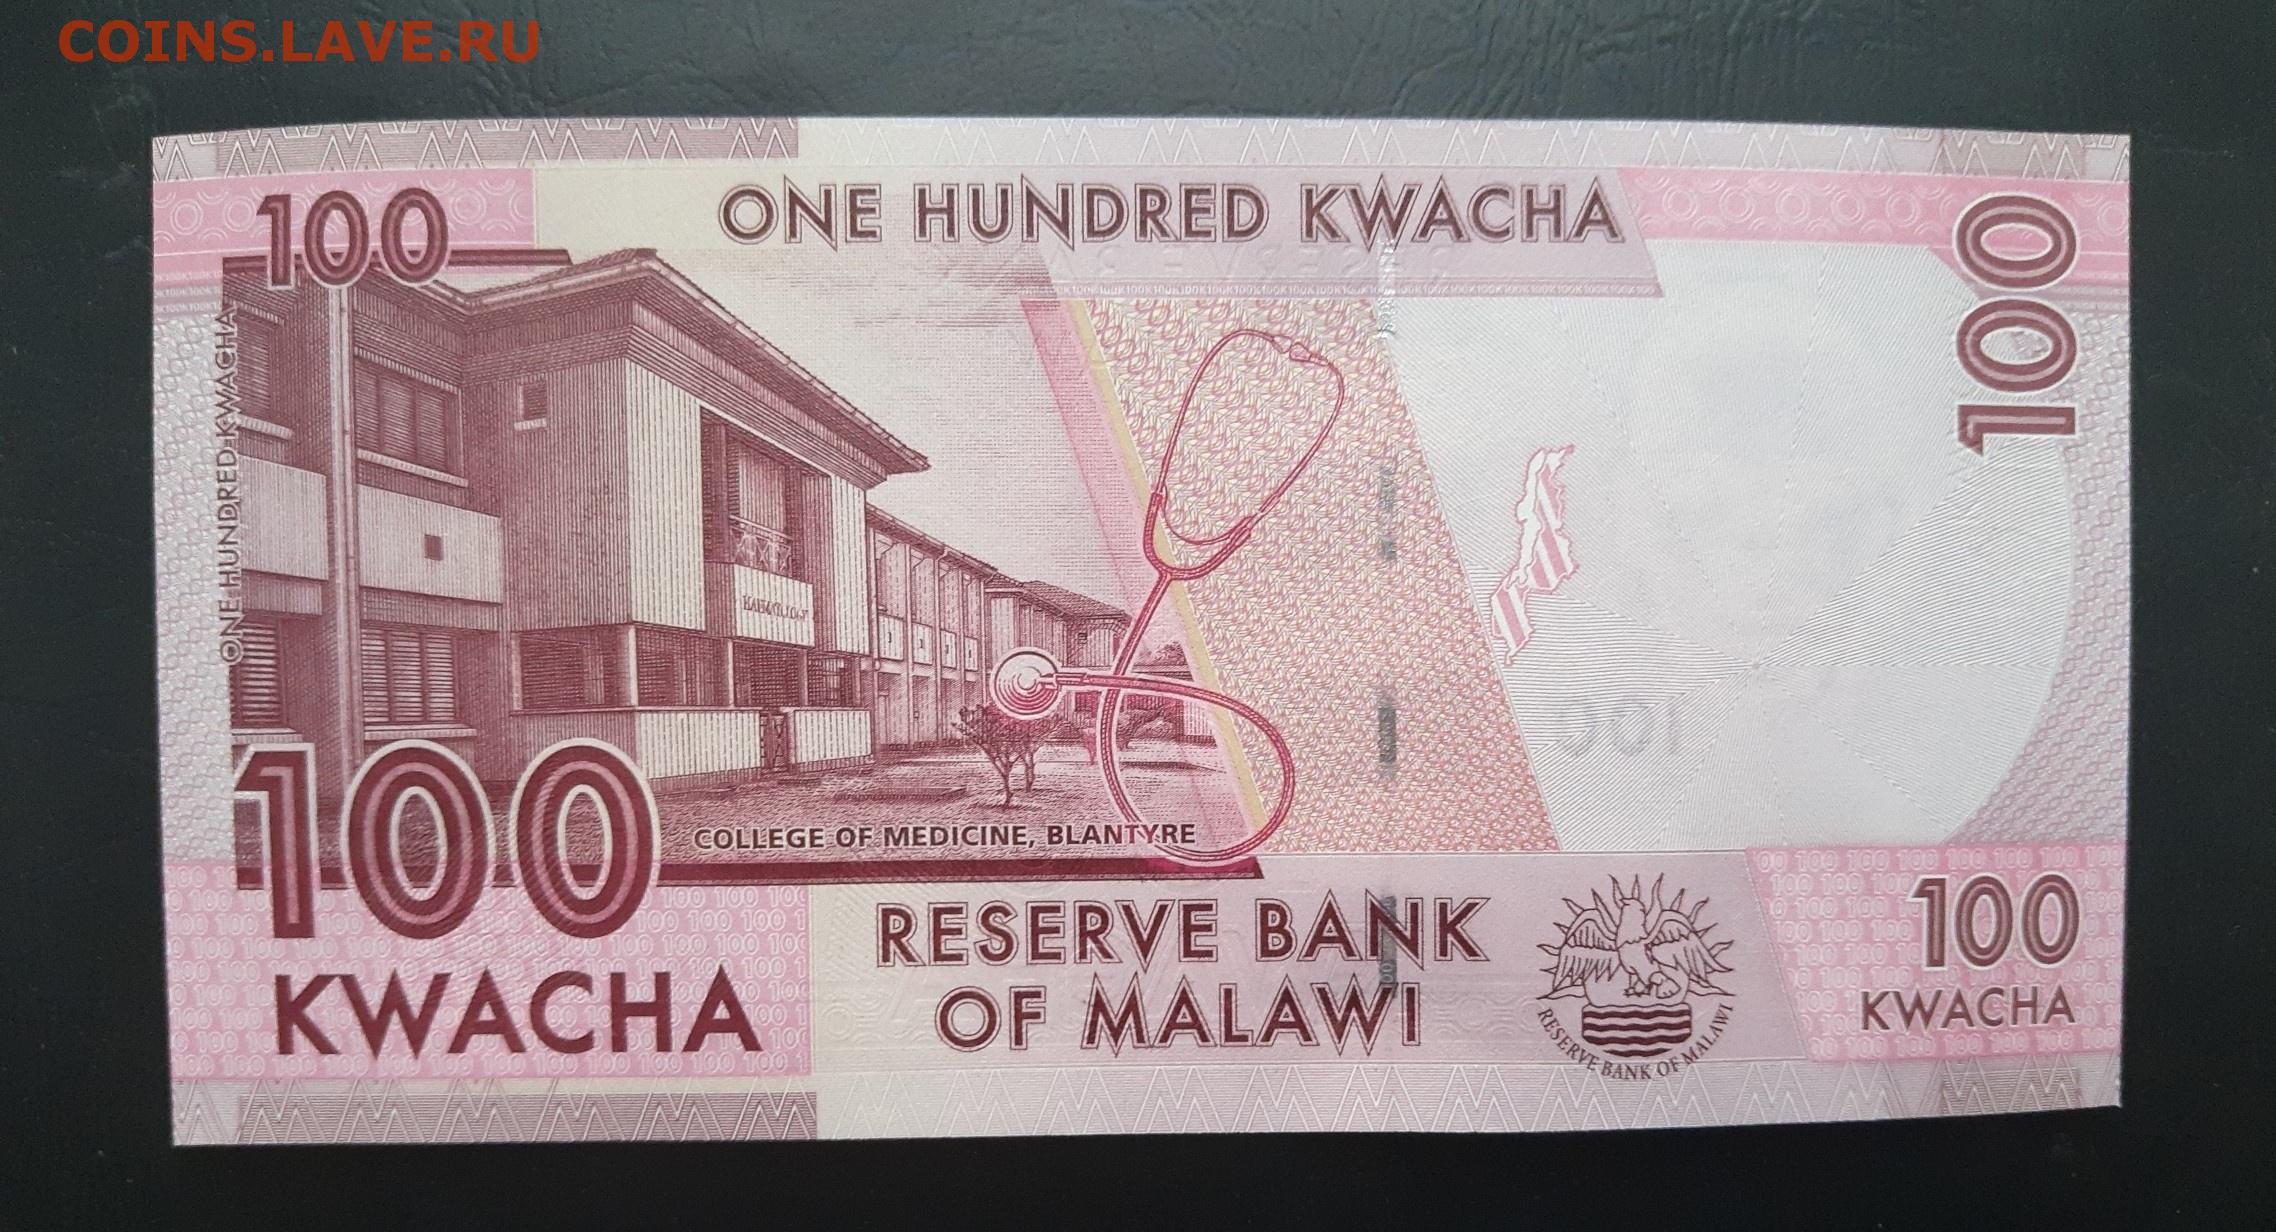 COINS.LAVE.RU
100
ONE HUNDRED KWACHA
100
ONE HUNDRED KWACHA
HAEMATOLOGY
100
COLLEGE OF MEDICINE, BLANTYRE
KWACHA
RESERVE BANK
OF MALAWI
RESERVE BANK OF MALAWI
100
KWACHA